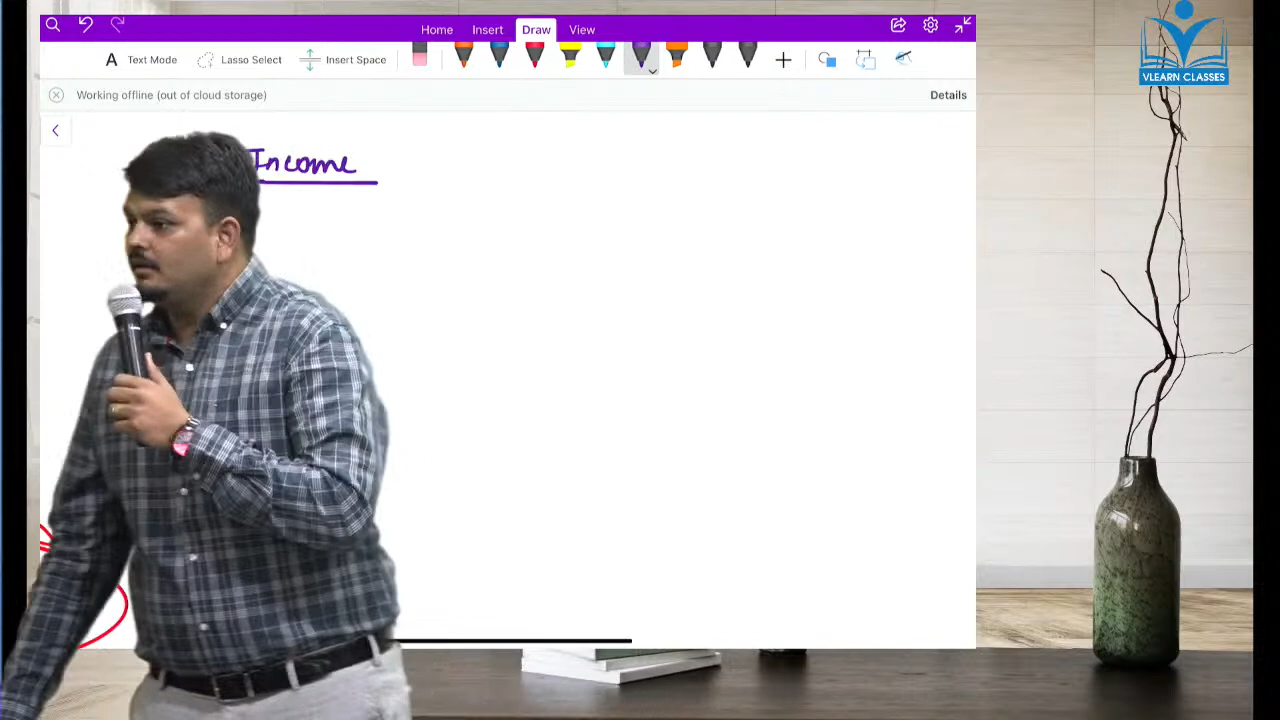 Home Insert Draw View
Text Mode Lasso Select Insert Space
Working offline (out of cloud storage) Details
Income
VLEARN CLASSES